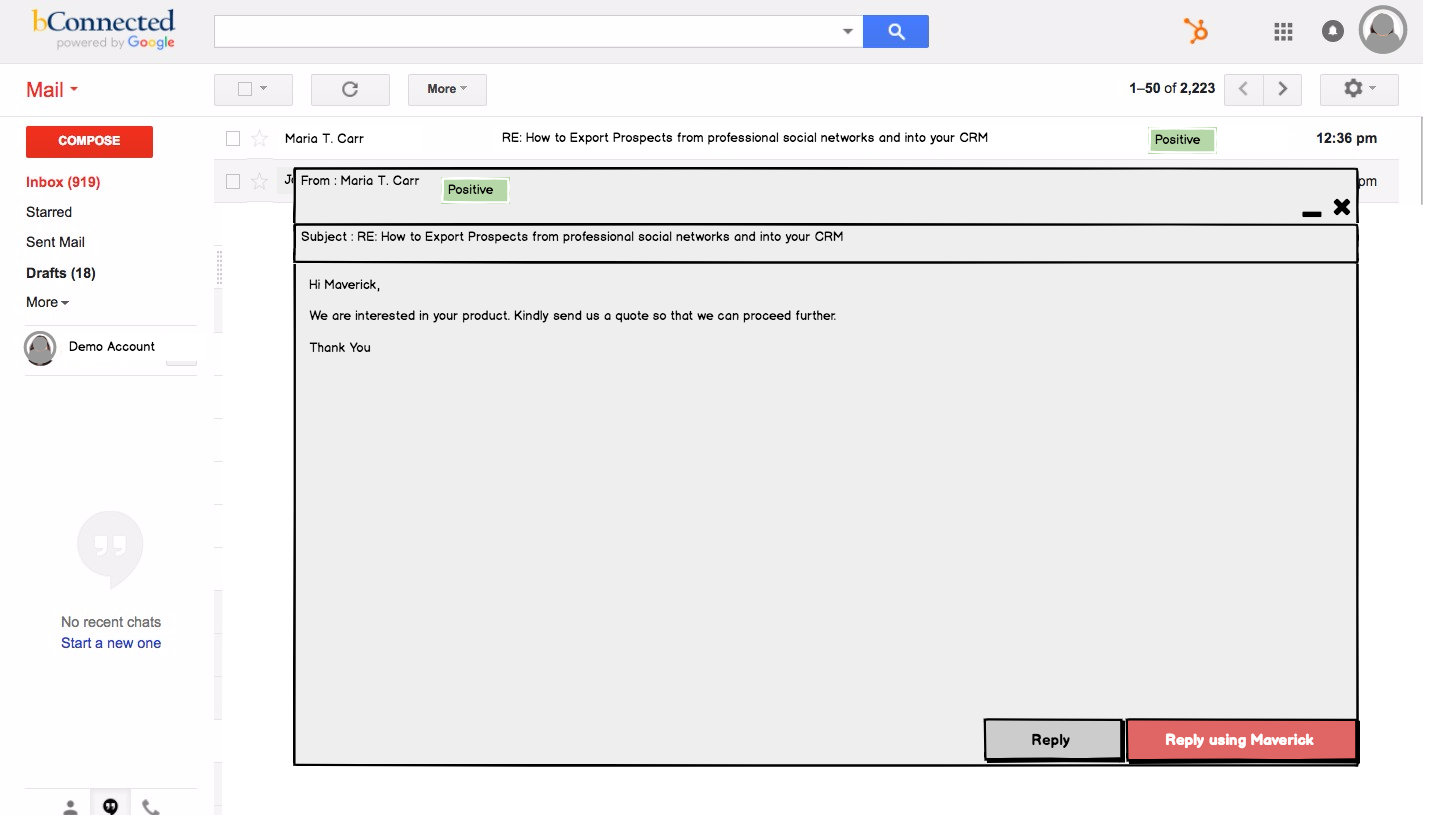 bConnected
powered by Google
Mail
More
1–50 of 2,223
COMPOSE
Maria T. Carr RE: How to Export Prospects from professional social networks and into your CRM Positive 12:36 pm
Inbox (919)
pm
Starred
Sent Mail
Drafts (18)
More
Demo Account
No recent chats
Start a new one
From : Maria T. Carr Positive
Subject : RE: How to Export Prospects from professional social networks and into your CRM
Hi Maverick,
We are interested in your product. Kindly send us a quote so that we can proceed further.
Thank You
Reply
Reply using Maverick